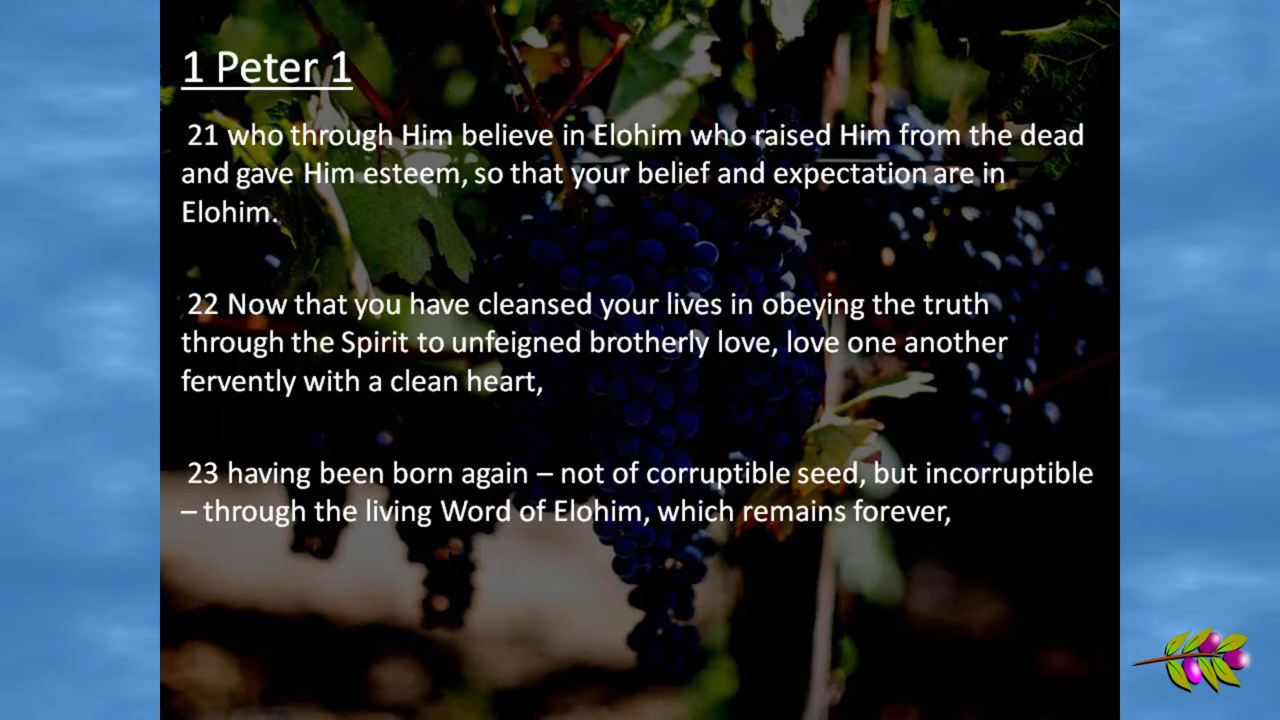 1 Peter 1
21 who through Him believe in Elohim who raised Him from the dead
and gave Him esteem, so that your belief and expectation are in
Elohim.
22 Now that you have cleansed your lives in obeying the truth
through the Spirit to unfeigned brotherly love, love one another
fervently with a clean heart,
23 having been born again – not of corruptible seed, but incorruptible
– through the living Word of Elohim, which remains forever,